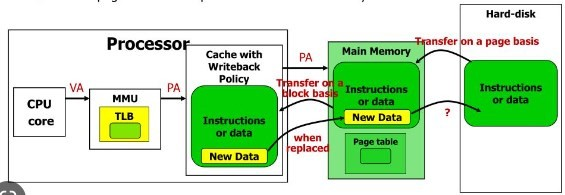 Hard-disk
Processor
Transfer on a page basis
Cache with
Writeback
Policy
PA
Main Memory
Transfer on a
block basis
VA
MMU
PA
TLB
CPU
core
Instructions
or data
Instructions
or data
Instructions
or data
New Data
?
when
replaced
Page table
New Data